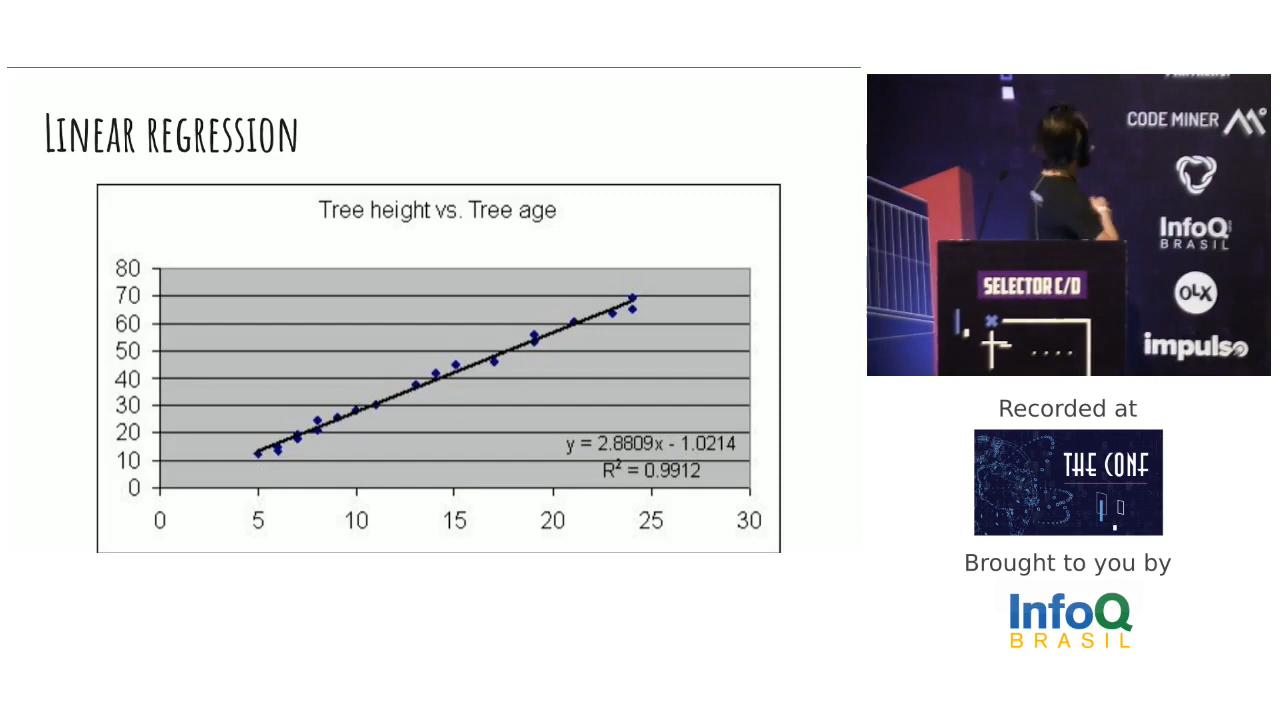 Linear regression
Tree height vs. Tree age
80
70
60
50
40
30
20
10
0
y = 2.8809x - 1.0214
R² = 0.9912
0 5 10 15 20 25 30
CODE MINER
InfoQ
BRASIL
SELECTOR C/D
OLX
impulso
Recorded at
THE CONF
Brought to you by
InfoQ
BRASIL